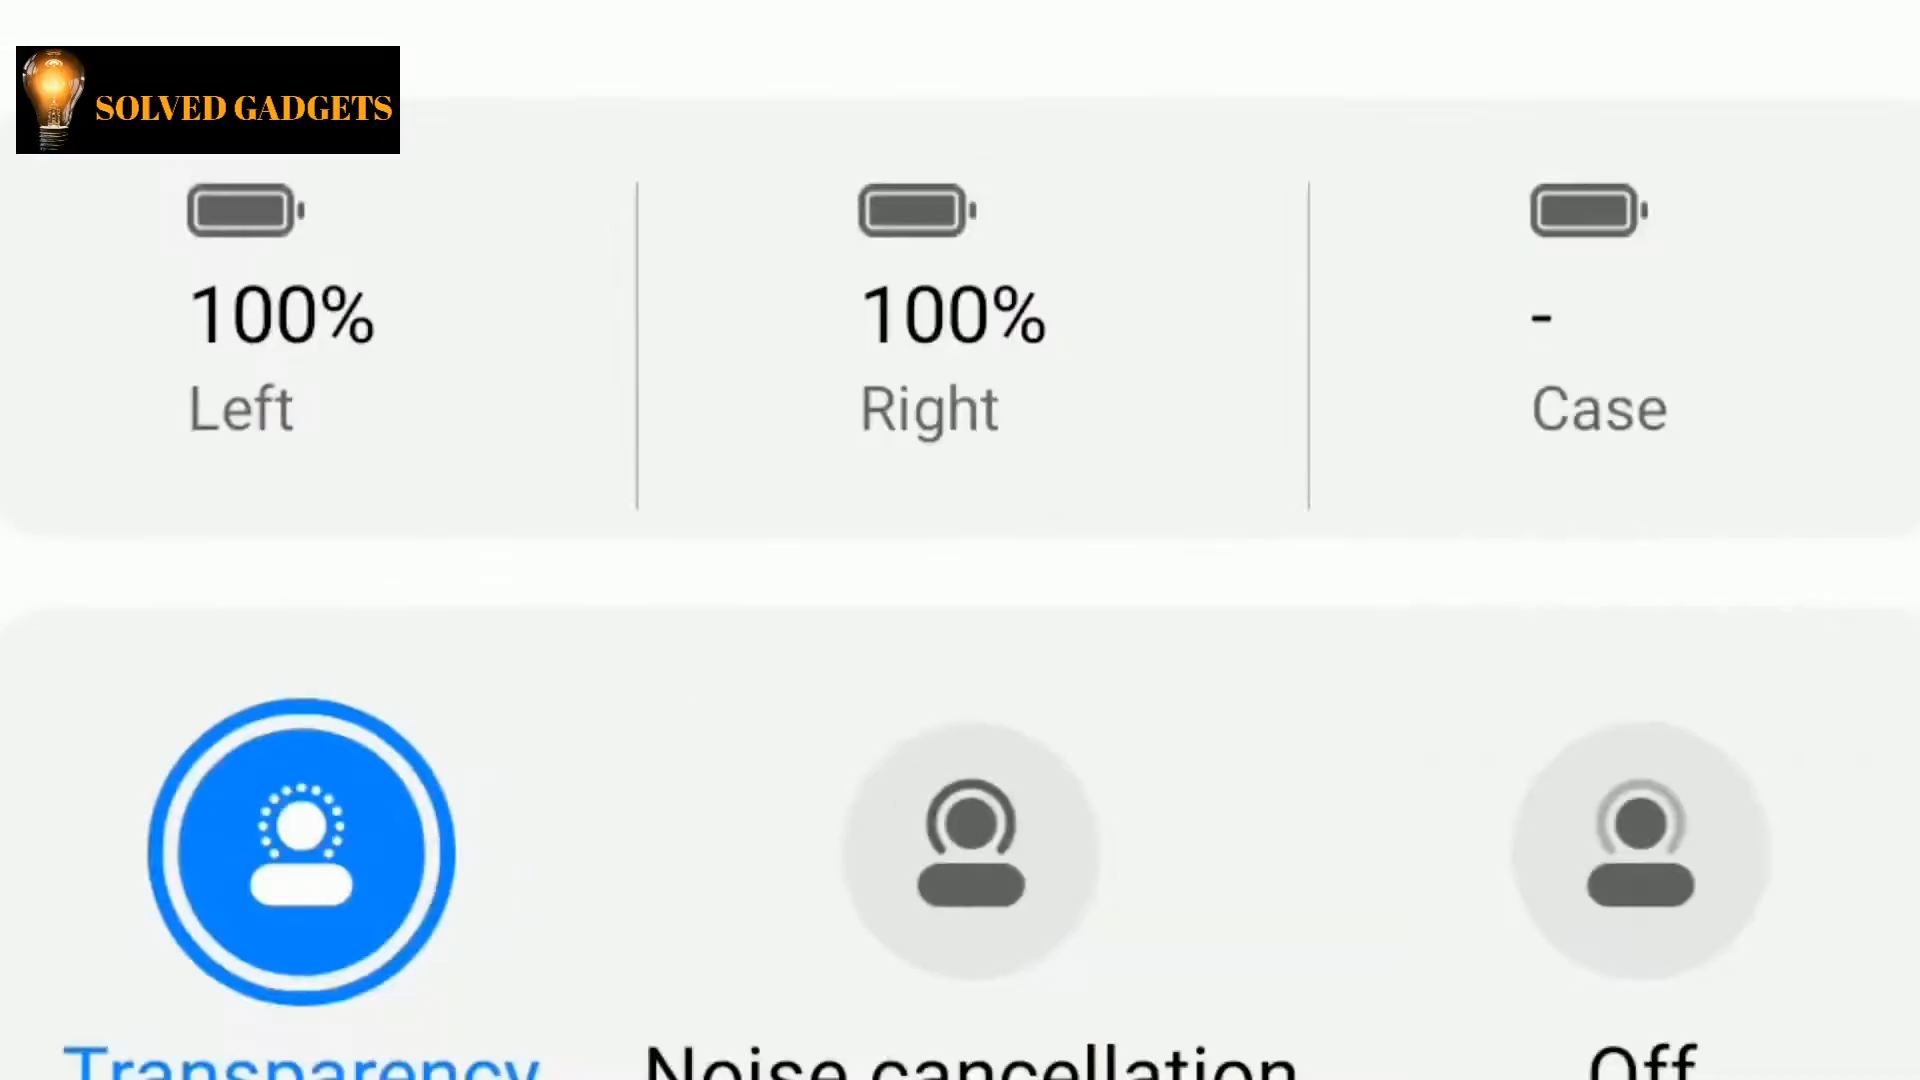 SOLVED GADGETS
100%
100%
-
Left
Right
Case
Transparency
Noise cancellation
Off